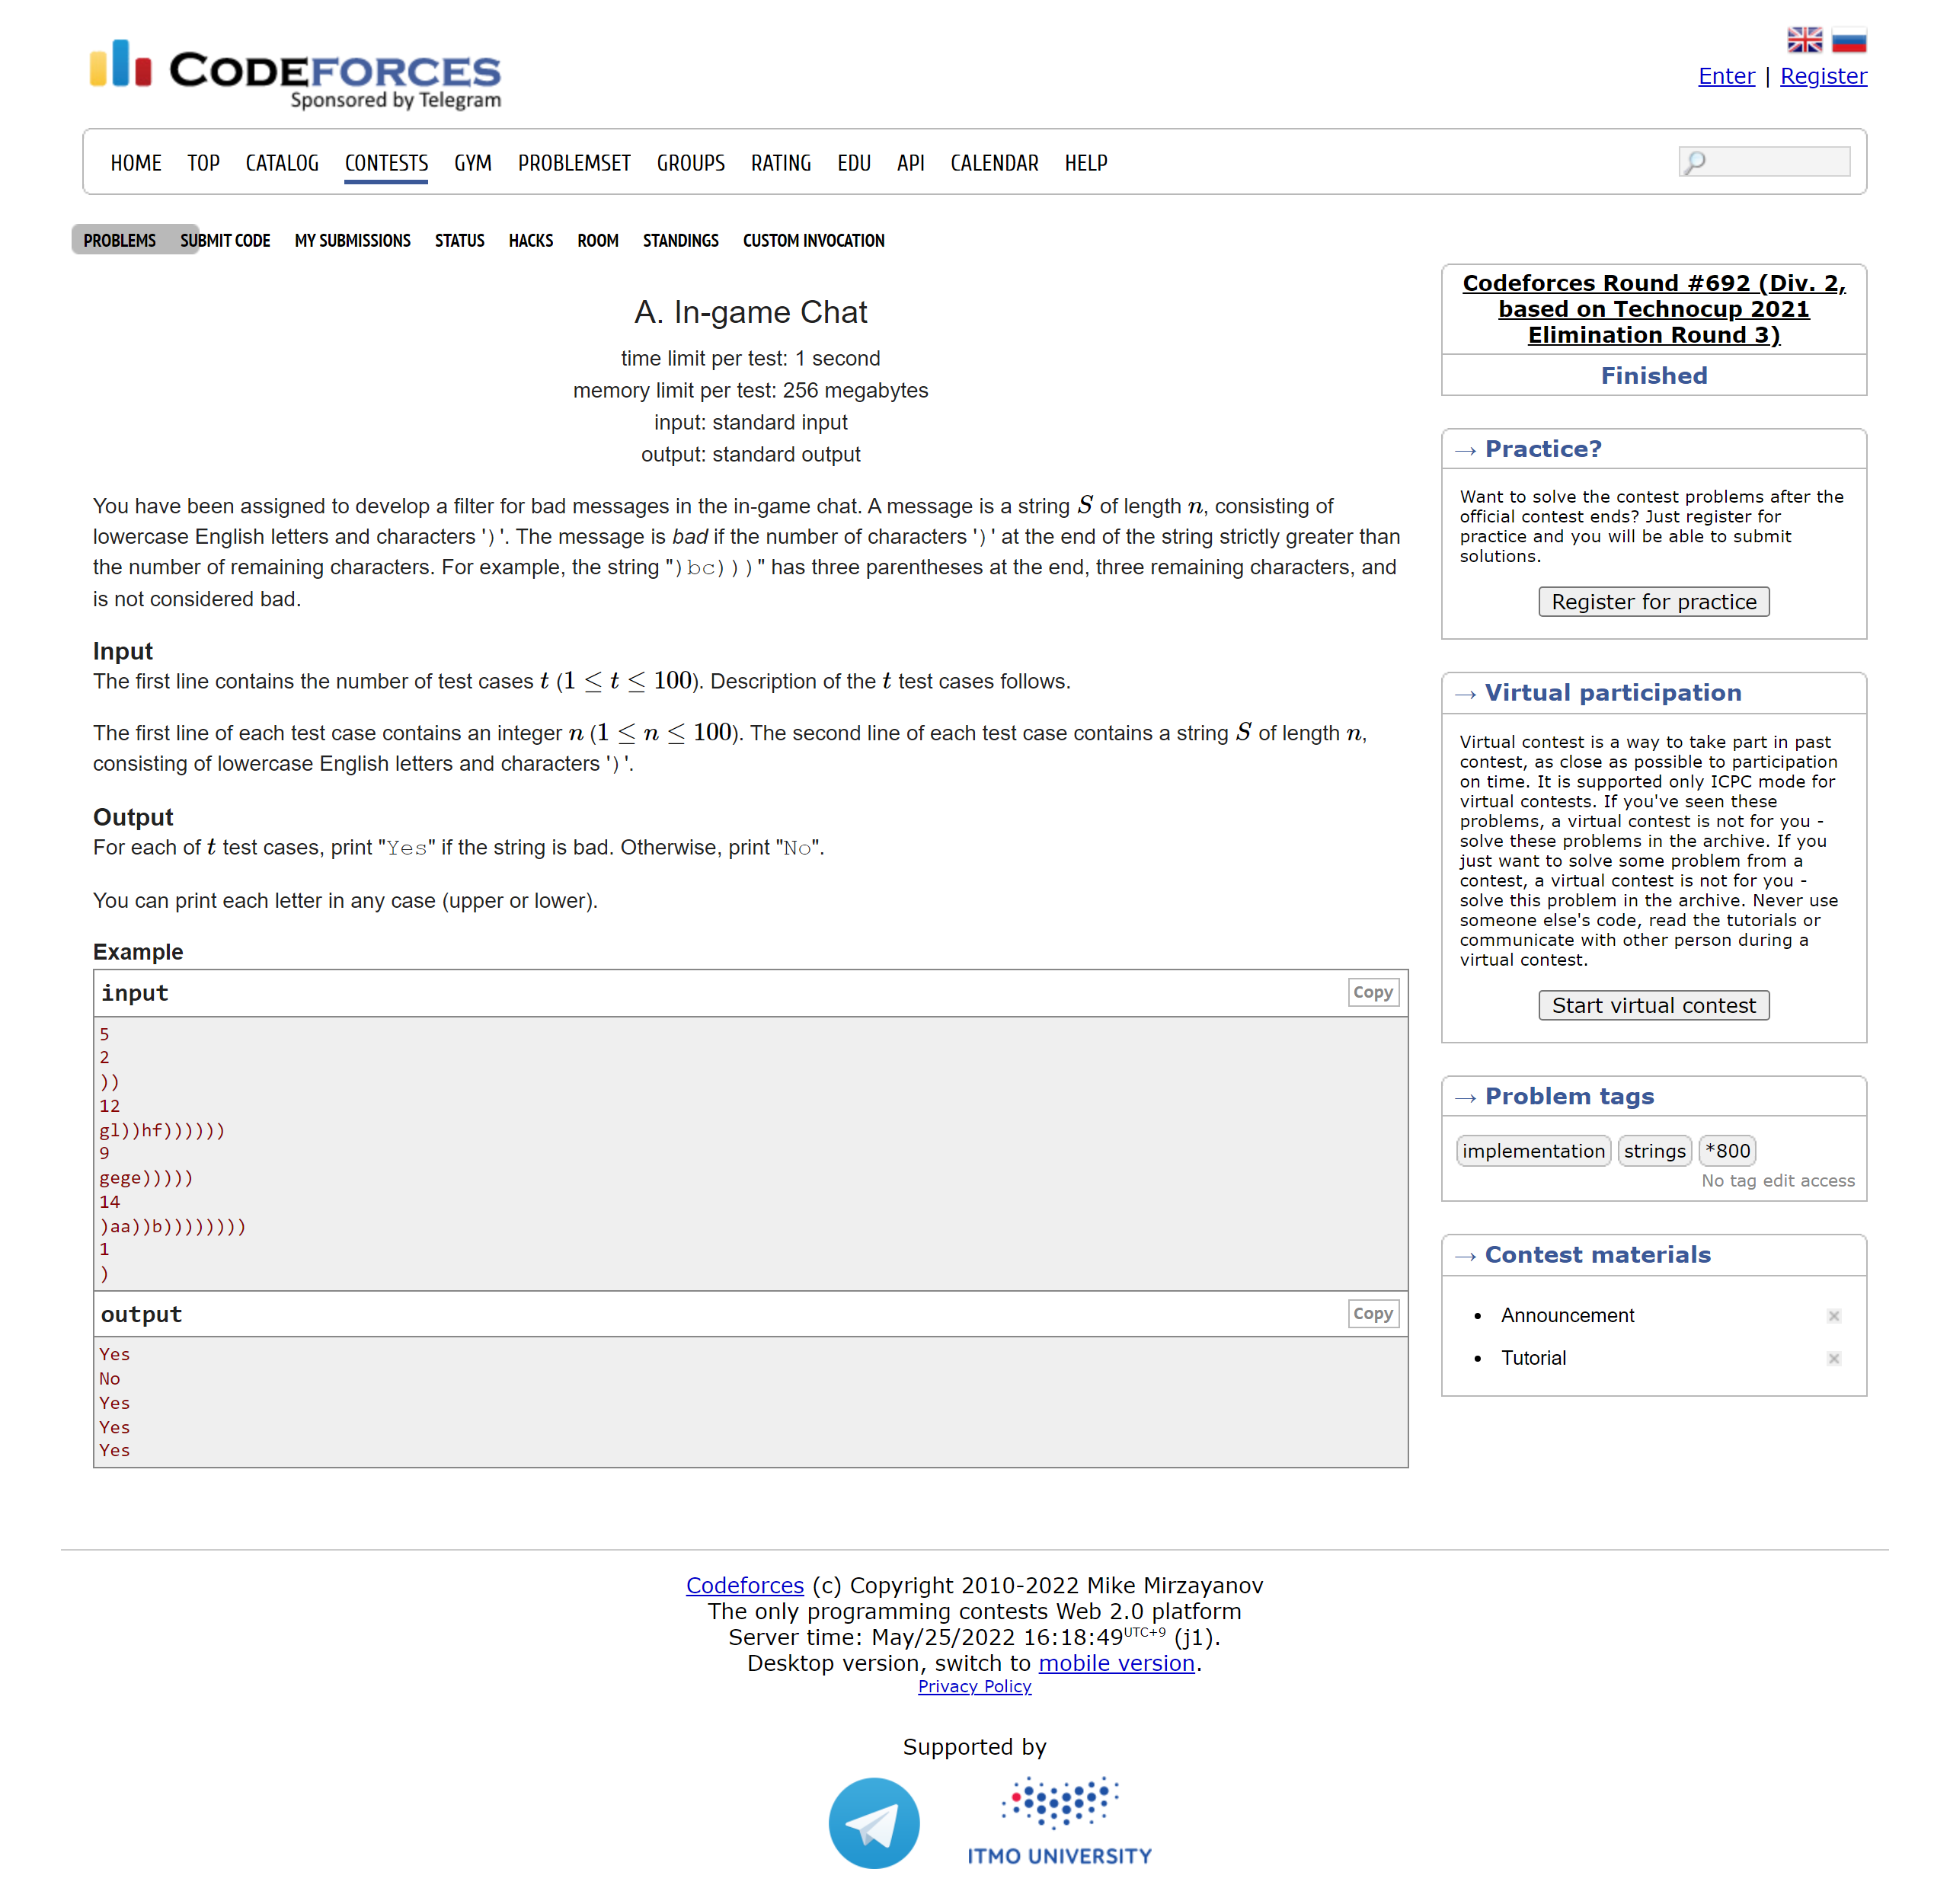 CODEFORCES
Sponsored by Telegram
Enter | Register
HOME TOP CATALOG CONTESTS GYM PROBLEMSET GROUPS RATING EDU API CALENDAR HELP
PROBLEMS SUBMIT CODE MY SUBMISSIONS STATUS HACKS ROOM STANDINGS CUSTOM INVOCATION
A. In-game Chat
time limit per test: 1 second
memory limit per test: 256 megabytes
input: standard input
output: standard output
You have been assigned to develop a filter for bad messages in the in-game chat. A message is a string S of length n, consisting of
lowercase English letters and characters ')'. The message is bad if the number of characters ')' at the end of the string strictly greater than
the number of remaining characters. For example, the string ")bc)))" has three parentheses at the end, three remaining characters, and
is not considered bad.
Input
The first line contains the number of test cases t (1 ≤ t ≤ 100). Description of the t test cases follows.
The first line of each test case contains an integer n (1 ≤ n ≤ 100). The second line of each test case contains a string S of length n,
consisting of lowercase English letters and characters ')'.
Output
For each of t test cases, print "Yes" if the string is bad. Otherwise, print "No".
You can print each letter in any case (upper or lower).
Example
input Copy
5
2
))
12
gl))hf))))))
9
gege)))))
14
)aa))b))))))))
1
)
output Copy
Yes
No
Yes
Yes
Yes
Codeforces Round #692 (Div. 2,
based on Technocup 2021
Elimination Round 3)
Finished
→ Practice?
Want to solve the contest problems after the
official contest ends? Just register for
practice and you will be able to submit
solutions.
Register for practice
→ Virtual participation
Virtual contest is a way to take part in past
contest, as close as possible to participation
on time. It is supported only ICPC mode for
virtual contests. If you've seen these
problems, a virtual contest is not for you -
solve these problems in the archive. If you
just want to solve some problem from a
contest, a virtual contest is not for you -
solve this problem in the archive. Never use
someone else's code, read the tutorials or
communicate with other person during a
virtual contest.
Start virtual contest
→ Problem tags
implementation strings *800
No tag edit access
→ Contest materials
• Announcement
• Tutorial
Codeforces (c) Copyright 2010-2022 Mike Mirzayanov
The only programming contests Web 2.0 platform
Server time: May/25/2022 16:18:49 UTC+9 (j1).
Desktop version, switch to mobile version.
Privacy Policy
Supported by
ITMO UNIVERSITY